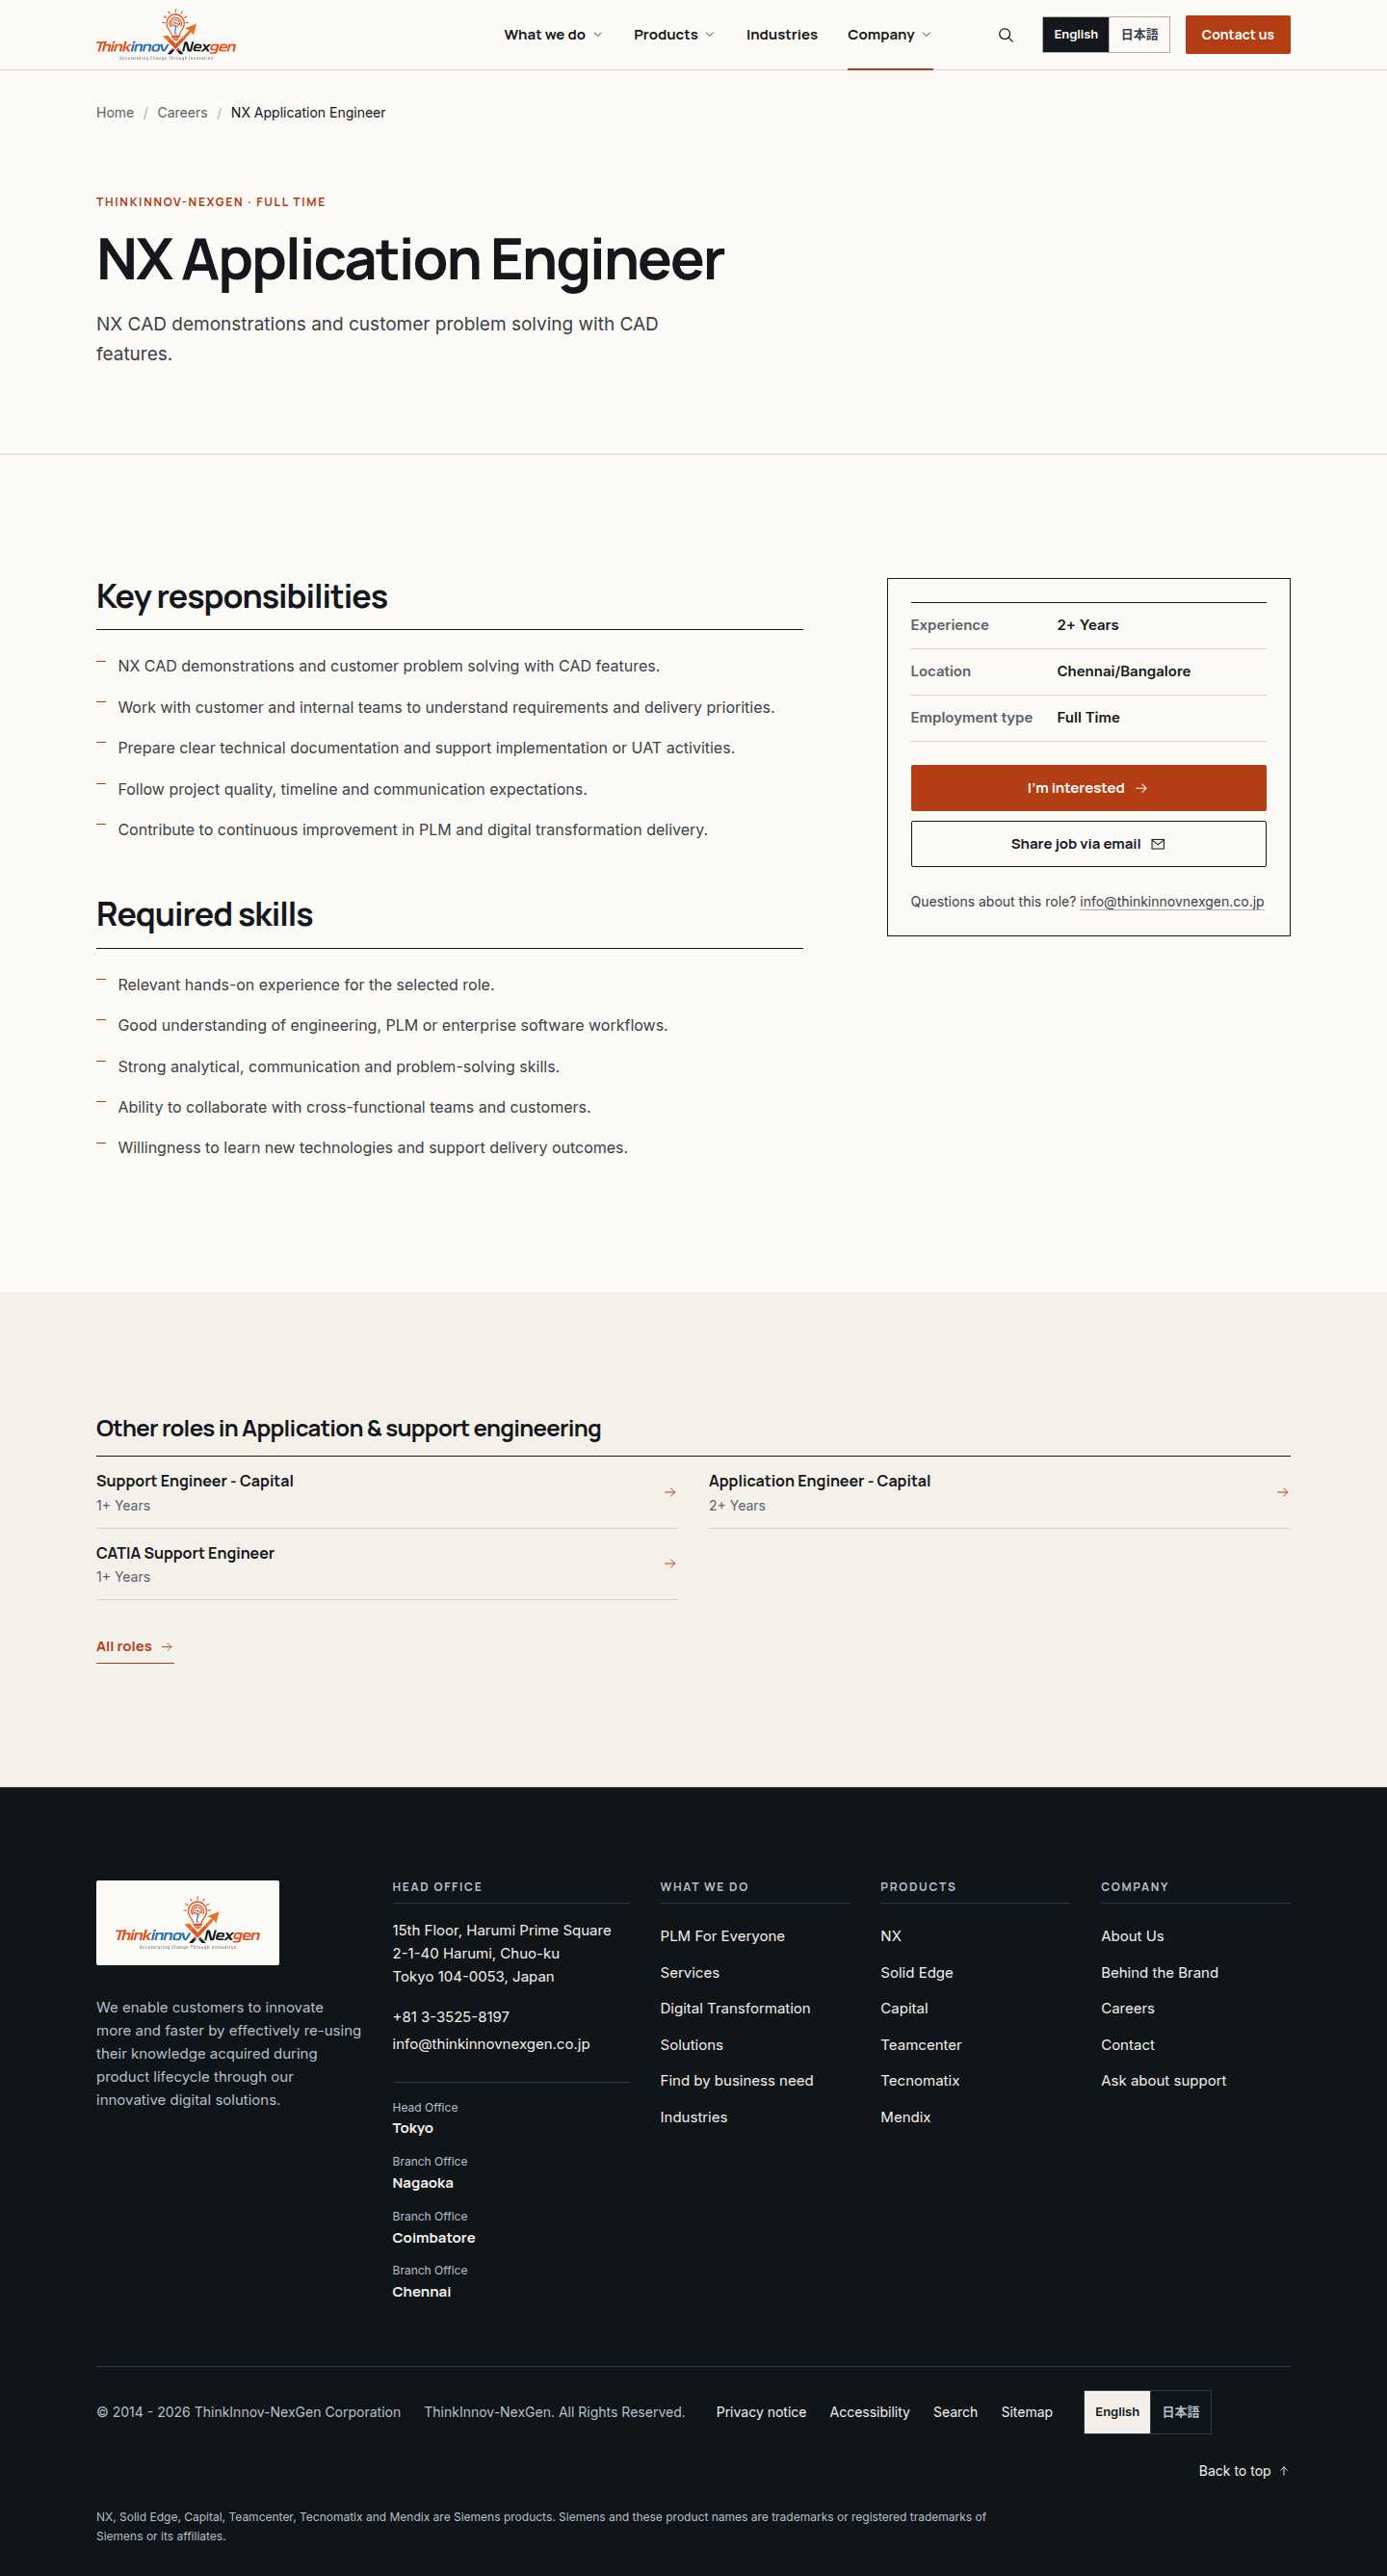 ThinkinnovXNexgen
Accelerating Change Through Innovation
What we do
Products
Industries
Company
English
日本語
Contact us
Home / Careers / NX Application Engineer
THINKINNOV-NEXGEN · FULL TIME
NX Application Engineer
NX CAD demonstrations and customer problem solving with CAD
features.
Key responsibilities
NX CAD demonstrations and customer problem solving with CAD features.
Work with customer and internal teams to understand requirements and delivery priorities.
Prepare clear technical documentation and support implementation or UAT activities.
Follow project quality, timeline and communication expectations.
Contribute to continuous improvement in PLM and digital transformation delivery.
Required skills
Relevant hands-on experience for the selected role.
Good understanding of engineering, PLM or enterprise software workflows.
Strong analytical, communication and problem-solving skills.
Ability to collaborate with cross-functional teams and customers.
Willingness to learn new technologies and support delivery outcomes.
Experience 2+ Years
Location Chennai/Bangalore
Employment type Full Time
I'm interested →
Share job via email
Questions about this role? info@thinkinnovnexgen.co.jp
Other roles in Application & support engineering
Support Engineer - Capital
1+ Years
→
Application Engineer - Capital
2+ Years
→
CATIA Support Engineer
1+ Years
→
All roles →
ThinkinnovXNexgen
Accelerating Change Through Innovation
We enable customers to innovate
more and faster by effectively re-using
their knowledge acquired during
product lifecycle through our
innovative digital solutions.
HEAD OFFICE
15th Floor, Harumi Prime Square
2-1-40 Harumi, Chuo-ku
Tokyo 104-0053, Japan
+81 3-3525-8197
info@thinkinnovnexgen.co.jp
Head Office
Tokyo
Branch Office
Nagaoka
Branch Office
Coimbatore
Branch Office
Chennai
WHAT WE DO
PLM For Everyone
Services
Digital Transformation
Solutions
Find by business need
Industries
PRODUCTS
NX
Solid Edge
Capital
Teamcenter
Tecnomatix
Mendix
COMPANY
About Us
Behind the Brand
Careers
Contact
Ask about support
© 2014 - 2026 ThinkInnov-NexGen Corporation
ThinkInnov-NexGen. All Rights Reserved.
Privacy notice
Accessibility
Search
Sitemap
English
日本語
Back to top ↑
NX, Solid Edge, Capital, Teamcenter, Tecnomatix and Mendix are Siemens products. Siemens and these product names are trademarks or registered trademarks of
Siemens or its affiliates.